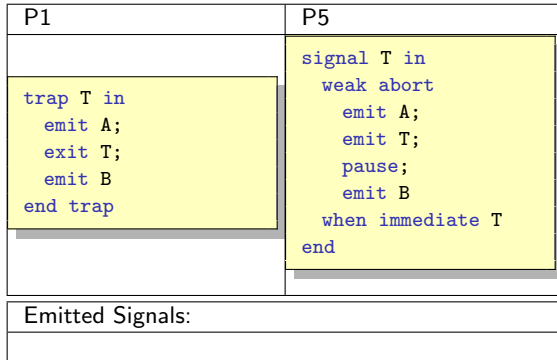 P1
P5
trap T in
  emit A;
  exit T;
  emit B
end trap
signal T in
  weak abort
    emit A;
    emit T;
    pause;
    emit B
  when immediate T
end
Emitted Signals: